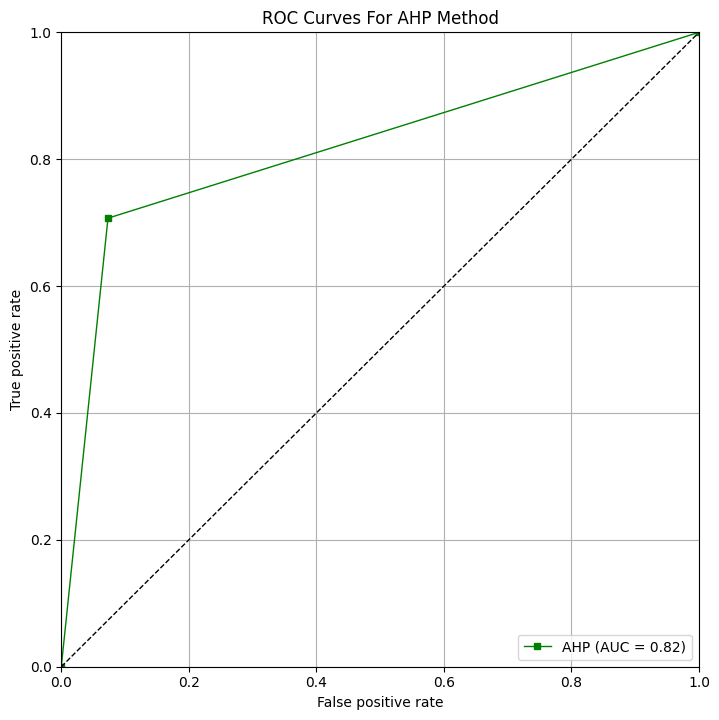 ROC Curves For AHP Method
1.0
0.8
0.6
0.4
0.2
0.0
True positive rate
AHP (AUC = 0.82)
0.0 0.2 0.4 0.6 0.8 1.0
False positive rate